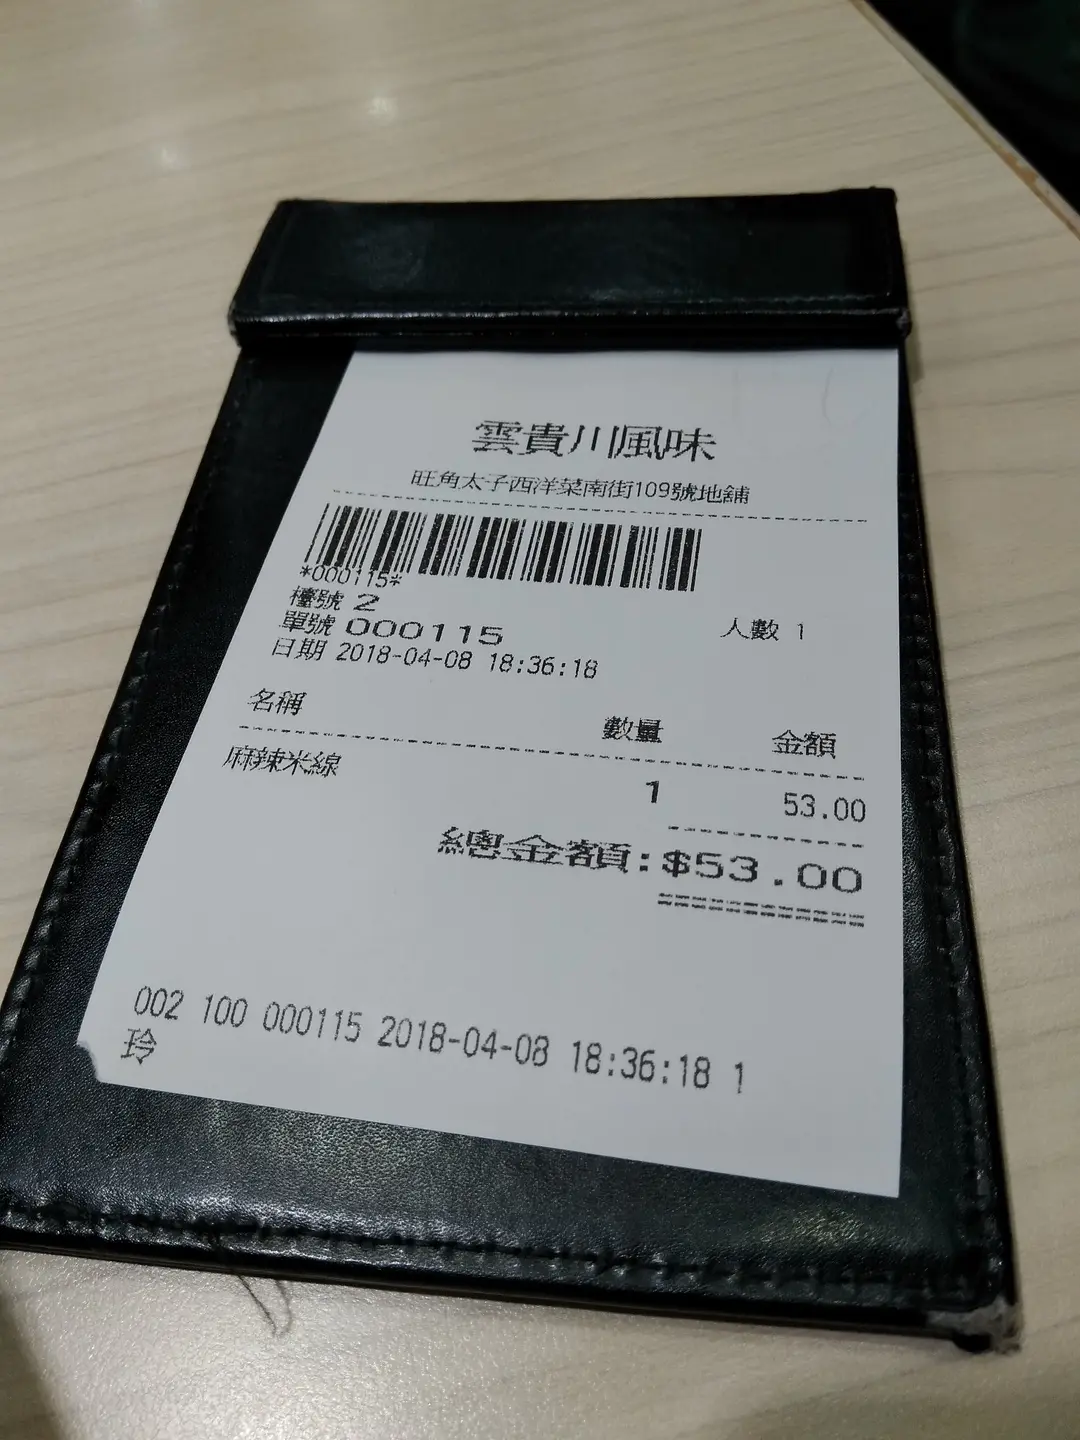 雲貴川風味
旺角太子西洋菜南街109號地舖
*000115*
檯號 2
單號 000115 人數 1
日期 2018-04-08 18:36:18
名稱 數量 金額
麻辣米線 1 53.00
總金額:$53.00
002 100 000115 2018-04-08 18:36:18 1
玲